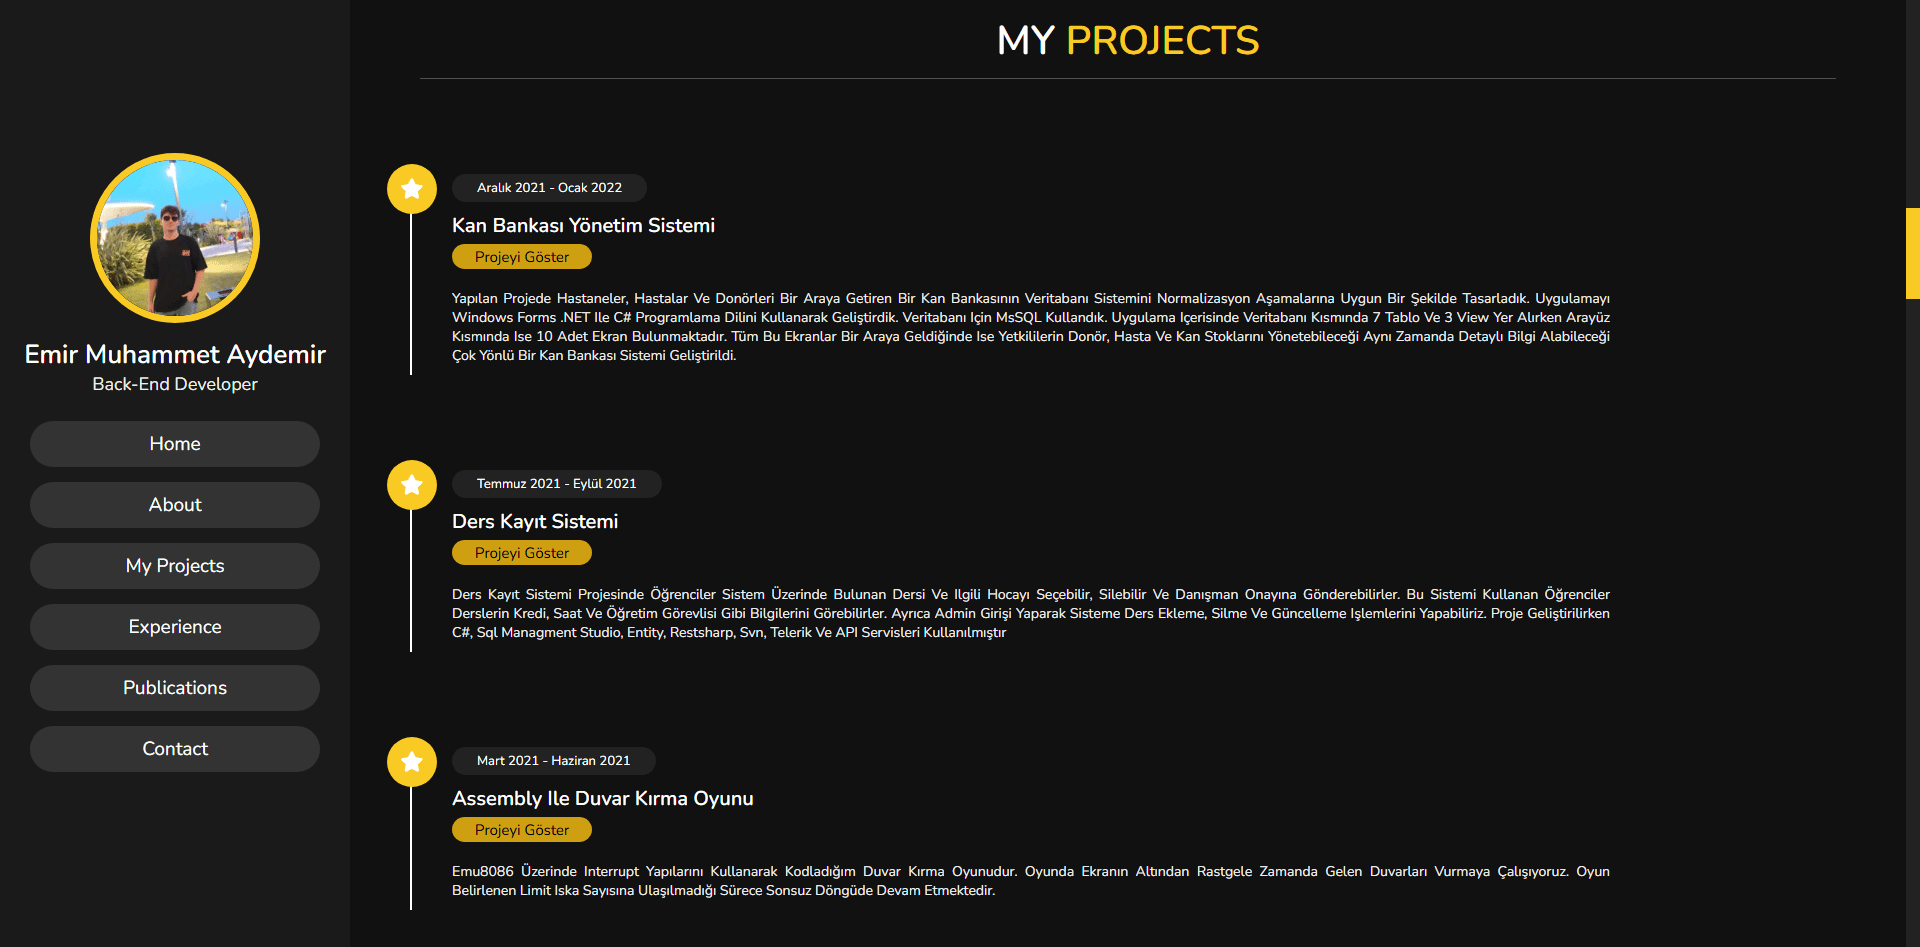 Emir Muhammet Aydemir
Back-End Developer
Home
About
My Projects
Experience
Publications
Contact
MY PROJECTS
Aralık 2021 - Ocak 2022
Kan Bankası Yönetim Sistemi
Projeyi Göster
Yapılan Projede Hastaneler, Hastalar Ve Donörleri Bir Araya Getiren Bir Kan Bankasının Veritabanı Sistemini Normalizasyon Aşamalarına Uygun Bir Şekilde Tasarladık. Uygulamayı
Windows Forms .NET Ile C# Programlama Dilini Kullanarak Geliştirdik. Veritabanı Için MsSQL Kullandık. Uygulama Içerisinde Veritabanı Kısmında 7 Tablo Ve 3 View Yer Alırken Arayüz
Kısmında Ise 10 Adet Ekran Bulunmaktadır. Tüm Bu Ekranlar Bir Araya Geldiğinde Ise Yetkililerin Donör, Hasta Ve Kan Stoklarını Yönetebileceği Aynı Zamanda Detaylı Bilgi Alabileceği
Çok Yönlü Bir Kan Bankası Sistemi Geliştirildi.
Temmuz 2021 - Eylül 2021
Ders Kayıt Sistemi
Projeyi Göster
Ders Kayıt Sistemi Projesinde Öğrenciler Sistem Üzerinde Bulunan Dersi Ve Ilgili Hocayı Seçebilir, Silebilir Ve Danışman Onayına Gönderebilirler. Bu Sistemi Kullanan Öğrenciler
Derslerin Kredi, Saat Ve Öğretim Görevlisi Gibi Bilgilerini Görebilirler. Ayrıca Admin Girişi Yaparak Sisteme Ders Ekleme, Silme Ve Güncelleme Işlemlerini Yapabiliriz. Proje Geliştirilirken
C#, Sql Managment Studio, Entity, Restsharp, Svn, Telerik Ve API Servisleri Kullanılmıştır
Mart 2021 - Haziran 2021
Assembly Ile Duvar Kırma Oyunu
Projeyi Göster
Emu8086 Üzerinde Interrupt Yapılarını Kullanarak Kodladığım Duvar Kırma Oyunudur. Oyunda Ekranın Altından Rastgele Zamanda Gelen Duvarları Vurmaya Çalışıyoruz. Oyun
Belirlenen Limit Iska Sayısına Ulaşılmadığı Sürece Sonsuz Döngüde Devam Etmektedir.